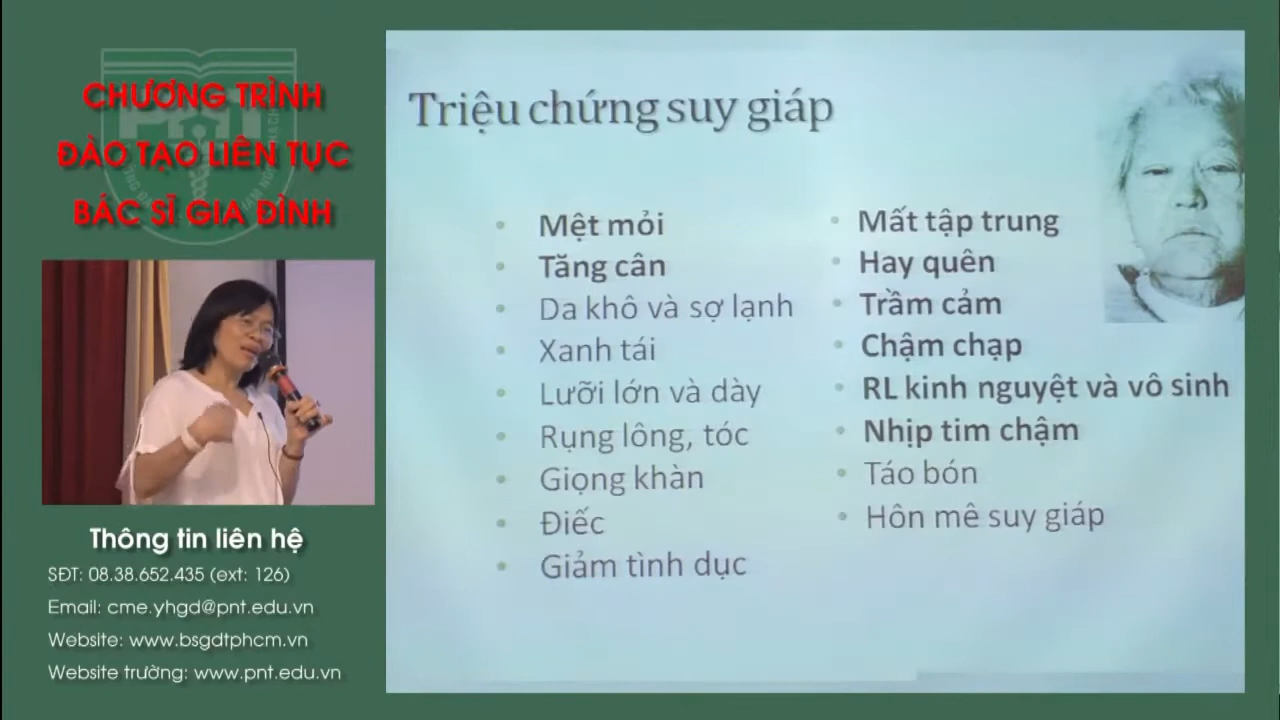 CHƯƠNG TRÌNH
ĐÀO TẠO LIÊN TỤC
BÁC SĨ GIA ĐÌNH
Thông tin liên hệ
SĐT: 08.38.652.435 (ext: 126)
Email: cme.yhgd@pnt.edu.vn
Website: www.bsgdtphcm.vn
Website trường: www.pnt.edu.vn
Triệu chứng suy giáp
Mệt mỏi
Tăng cân
Da khô và sợ lạnh
Xanh tái
Lưỡi lớn và dày
Rụng lông, tóc
Giọng khàn
Điếc
Giảm tình dục
Mất tập trung
Hay quên
Trầm cảm
Chậm chạp
RL kinh nguyệt và vô sinh
Nhịp tim chậm
Táo bón
Hôn mê suy giáp